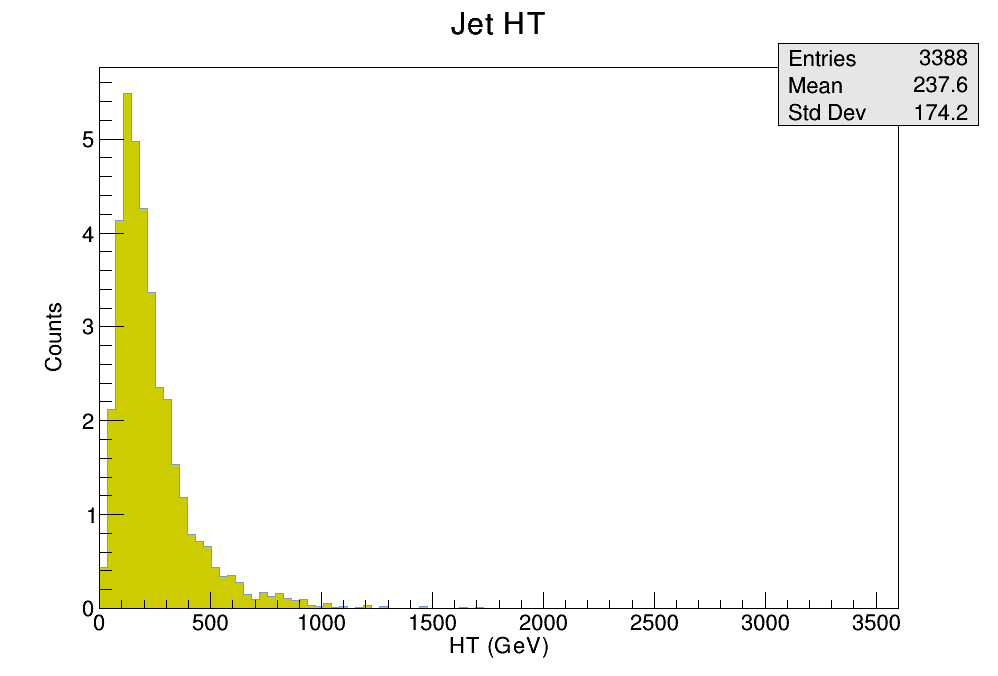 Jet HT
Entries 3388
Mean 237.6
Std Dev 174.2
Counts
5
4
3
2
1
0
0 500 1000 1500 2000 2500 3000 3500
HT (GeV)